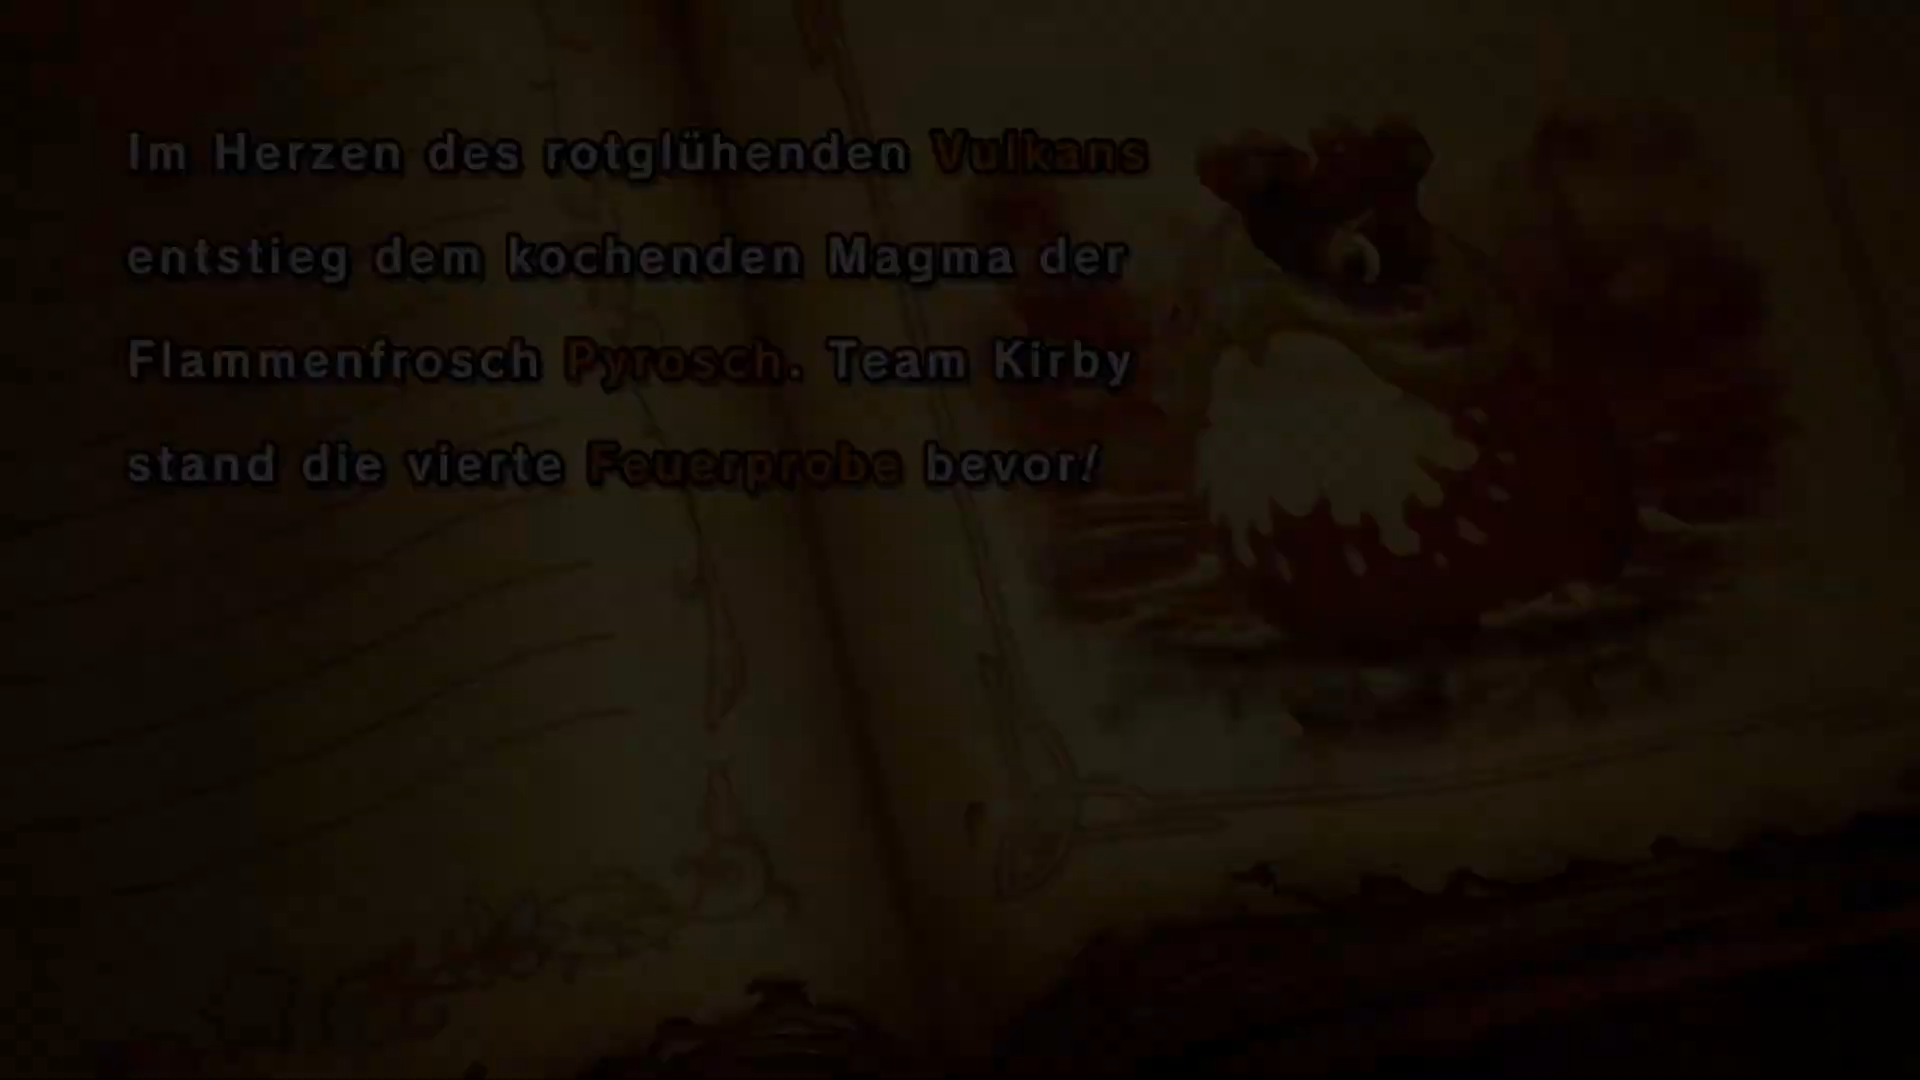 Im Herzen des rotglühenden Vulkans
entstieg dem kochenden Magma der
Flammenfrosch Pyrosch. Team Kirby
stand die vierte Feuerprobe bevor!